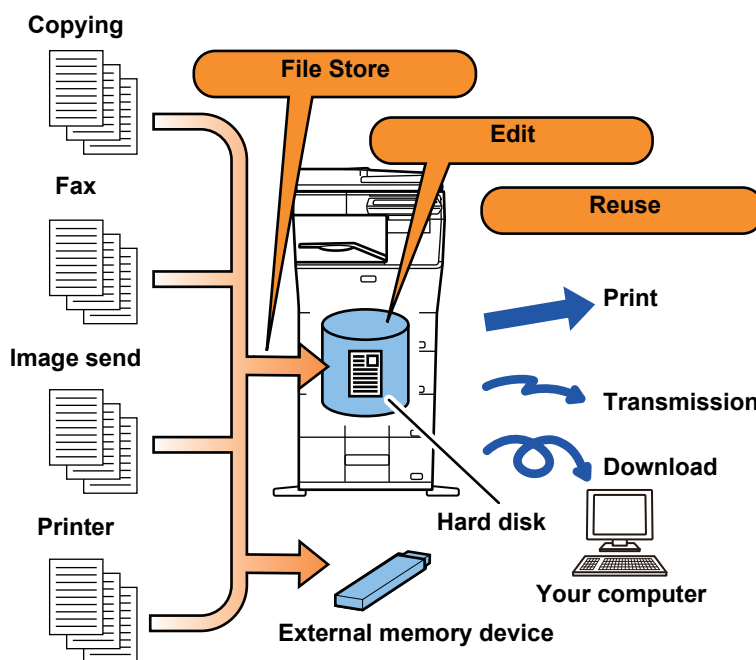 Copying
File Store
Edit
Fax
Reuse
Print
Image send
Transmission
Download
Printer
Hard disk
Your computer
External memory device